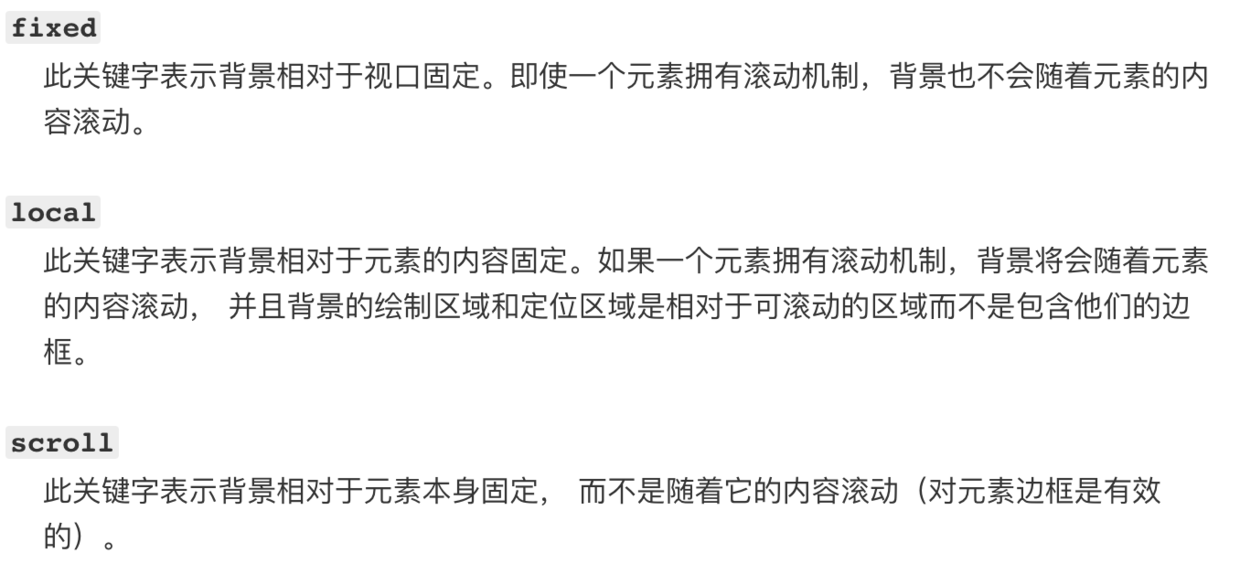 fixed
此关键字表示背景相对于视口固定。即使一个元素拥有滚动机制，背景也不会随着元素的内
容滚动。
local
此关键字表示背景相对于元素的内容固定。如果一个元素拥有滚动机制，背景将会随着元素
的内容滚动， 并且背景的绘制区域和定位区域是相对于可滚动的区域而不是包含他们的边
框。
scroll
此关键字表示背景相对于元素本身固定， 而不是随着它的内容滚动（对元素边框是有效
的）。